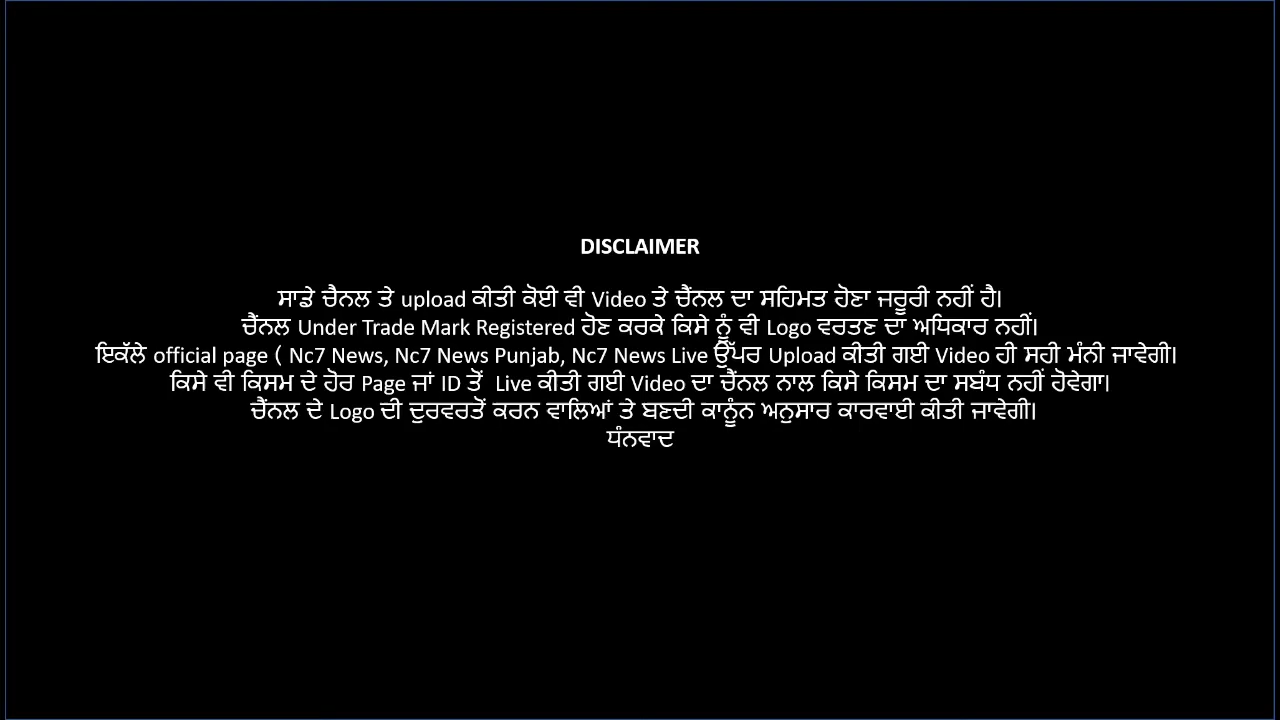 DISCLAIMER
ਸਾਡੇ ਚੈਨਲ ਤੇ upload ਕੀਤੀ ਕੋਈ ਵੀ Video ਤੇ ਚੈਂਨਲ ਦਾ ਸਹਿਮਤ ਹੋਣਾ ਜਰੂਰੀ ਨਹੀਂ ਹੈ।
ਚੈਂਨਲ Under Trade Mark Registered ਹੋਣ ਕਰਕੇ ਕਿਸੇ ਨੂੰ ਵੀ Logo ਵਰਤਣ ਦਾ ਅਧਿਕਾਰ ਨਹੀਂ।
ਇਕੱਲੇ official page ( Nc7 News, Nc7 News Punjab, Nc7 News Live ਉੱਪਰ Upload ਕੀਤੀ ਗਈ Video ਹੀ ਸਹੀ ਮੰਨੀ ਜਾਵੇਗੀ।
ਕਿਸੇ ਵੀ ਕਿਸਮ ਦੇ ਹੋਰ Page ਜਾਂ ID ਤੋਂ Live ਕੀਤੀ ਗਈ Video ਦਾ ਚੈਂਨਲ ਨਾਲ ਕਿਸੇ ਕਿਸਮ ਦਾ ਸਬੰਧ ਨਹੀਂ ਹੋਵੇਗਾ।
ਚੈਂਨਲ ਦੇ Logo ਦੀ ਦੁਰਵਰਤੋਂ ਕਰਨ ਵਾਲਿਆਂ ਤੇ ਬਣਦੀ ਕਾਨੂੰਨ ਅਨੁਸਾਰ ਕਾਰਵਾਈ ਕੀਤੀ ਜਾਵੇਗੀ।
ਧੰਨਵਾਦ